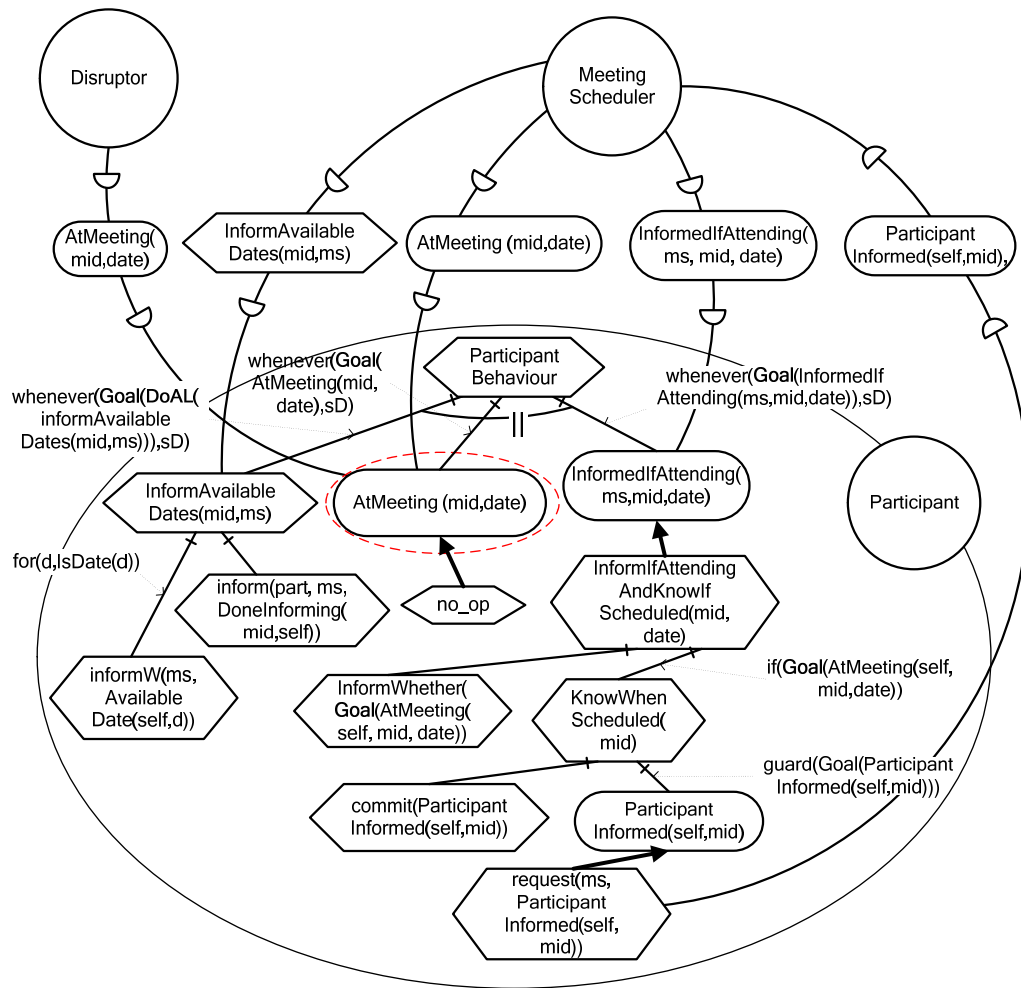 Disruptor
Meeting
Scheduler
AtMeeting(
mid,date)
InformAvailable
Dates(mid,ms)
AtMeeting (mid,date)
InformedIfAttending(
ms, mid, date)
Participant
Informed(self,mid),
whenever(Goal(
AtMeeting(mid,
date),sD)
Participant
Behaviour
whenever(Goal(InformedIf
Attending(ms,mid,date)),sD)
whenever(Goal(DoAL(
informAvailable
Dates(mid,ms))),sD)
||
InformAvailable
Dates(mid,ms)
AtMeeting (mid,date)
InformedIfAttending(
ms,mid,date)
Participant
for(d,IsDate(d))
inform(part, ms,
DoneInforming(
mid,self))
no_op
InformIfAttending
AndKnowIf
Scheduled(mid,
date)
informW(ms,
Available
Date(self,d))
InformWhether(
Goal(AtMeeting(
self, mid, date))
KnowWhen
Scheduled(
mid)
if(Goal(AtMeeting(self,
mid,date))
guard(Goal(Participant
Informed(self,mid)))
commit(Participant
Informed(self,mid))
Participant
Informed(self,mid)
request(ms,
Participant
Informed(self,
mid))